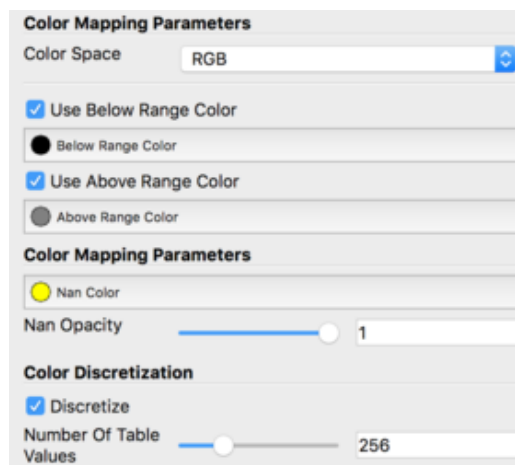 Color Mapping Parameters
Color Space RGB
Use Below Range Color
Below Range Color
Use Above Range Color
Above Range Color
Color Mapping Parameters
Nan Color
Nan Opacity 1
Color Discretization
Discretize
Number Of Table
Values 256